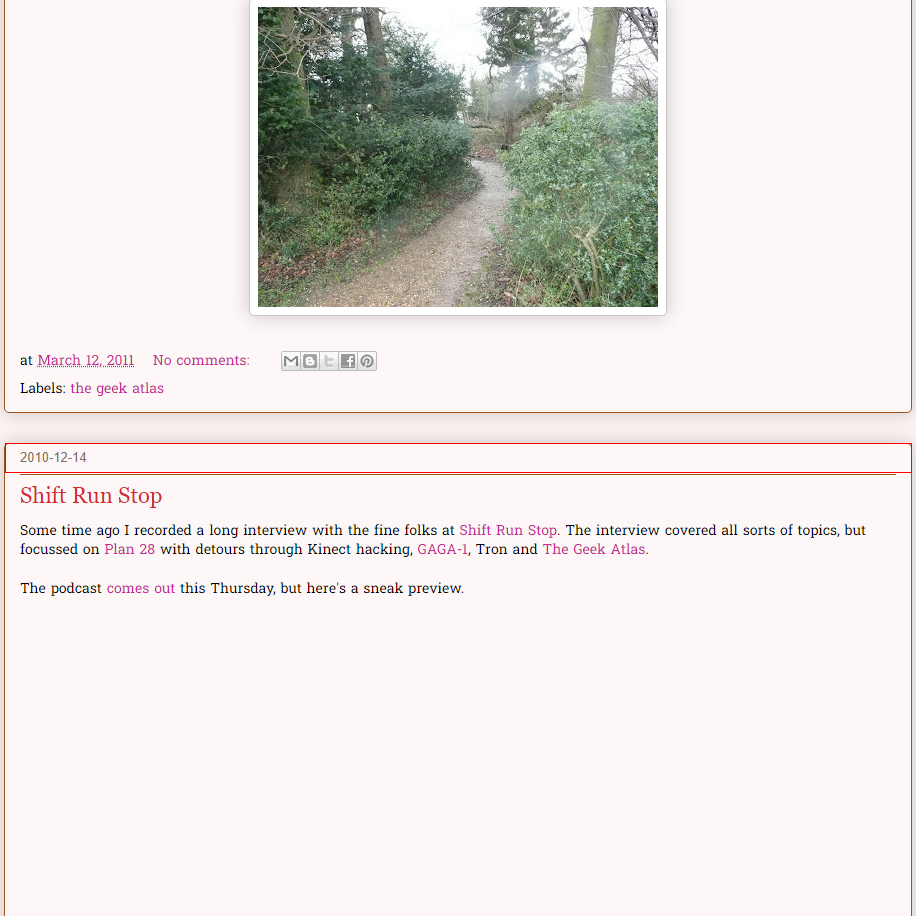 at March 12, 2011 No comments:
Labels: the geek atlas
2010-12-14
Shift Run Stop
Some time ago I recorded a long interview with the fine folks at Shift Run Stop. The interview covered all sorts of topics, but
focussed on Plan 28 with detours through Kinect hacking, GAGA-1, Tron and The Geek Atlas.
The podcast comes out this Thursday, but here's a sneak preview.